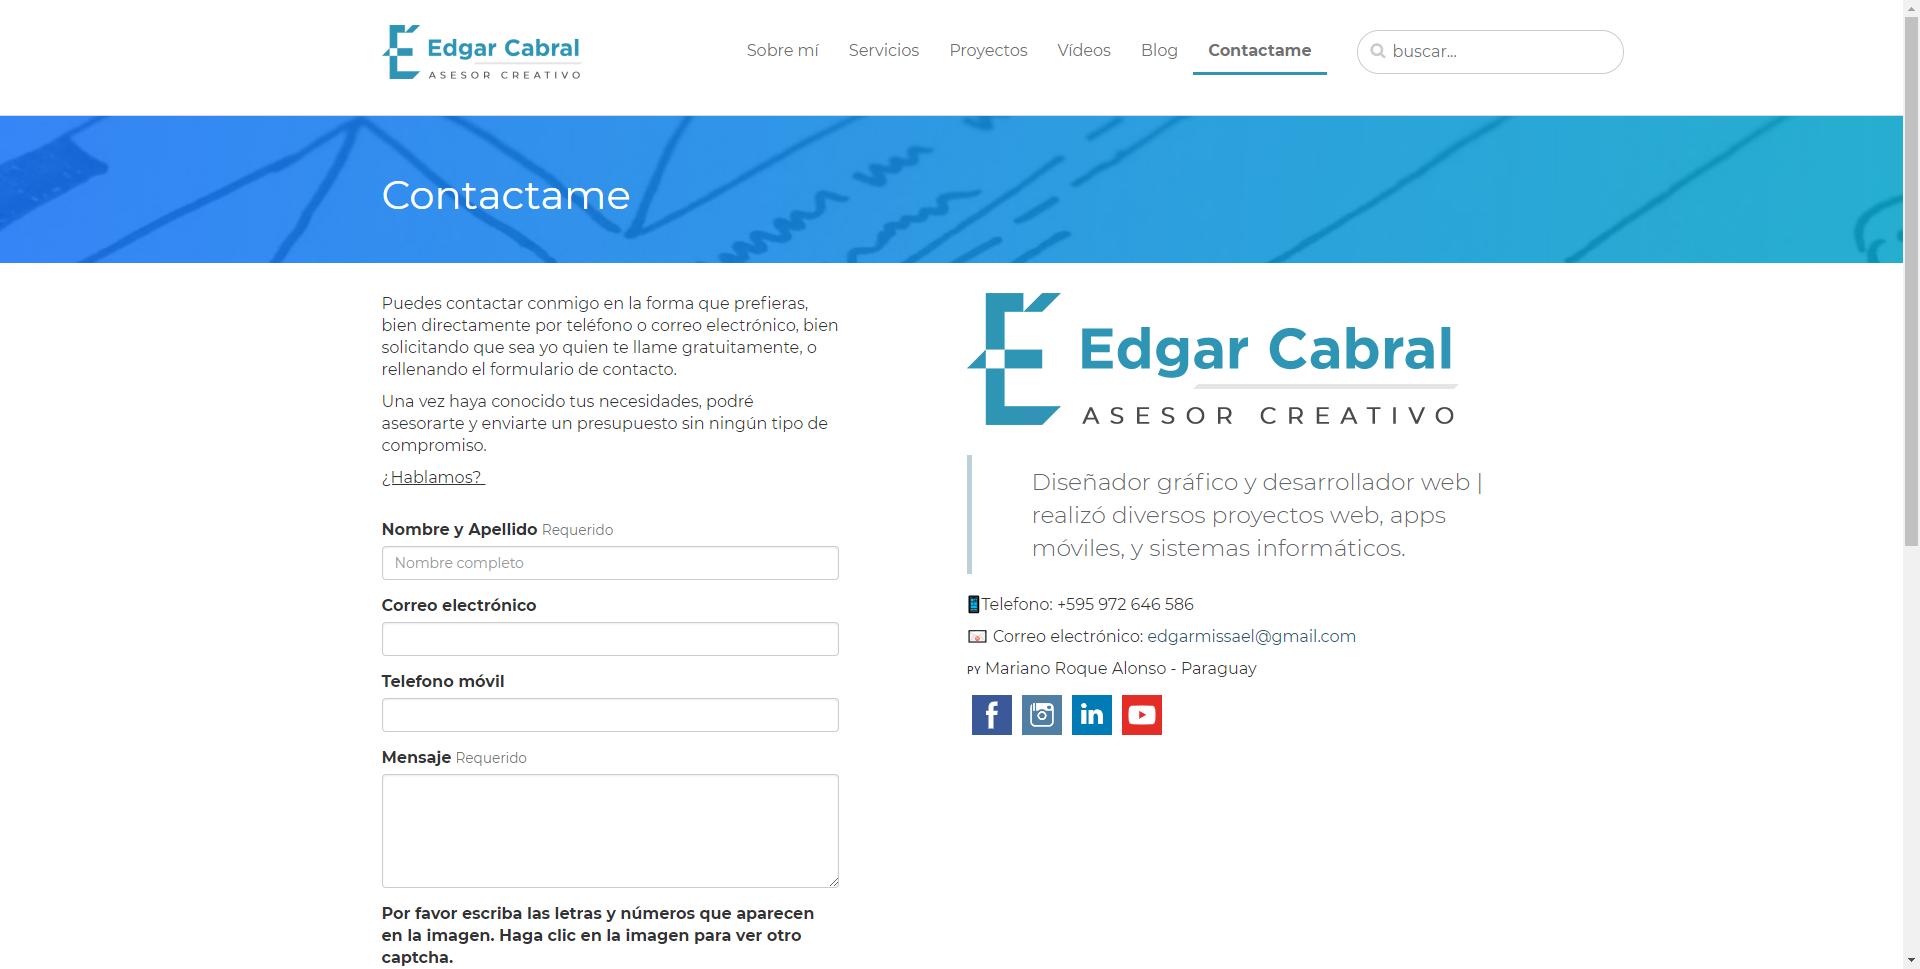 Edgar Cabral
ASESOR CREATIVO
Sobre mí Servicios Proyectos Vídeos Blog Contactame buscar...
Contactame
Puedes contactar conmigo en la forma que prefieras,
bien directamente por teléfono o correo electrónico, bien
solicitando que sea yo quien te llame gratuitamente, o
rellenando el formulario de contacto.
Una vez haya conocido tus necesidades, podré
asesorarte y enviarte un presupuesto sin ningún tipo de
compromiso.
¿Hablamos?
Nombre y Apellido Requerido
Nombre completo
Correo electrónico
Telefono móvil
Mensaje Requerido
Por favor escriba las letras y números que aparecen
en la imagen. Haga clic en la imagen para ver otro
captcha.
Edgar Cabral
ASESOR CREATIVO
Diseñador gráfico y desarrollador web |
realizó diversos proyectos web, apps
móviles, y sistemas informáticos.
Telefono: +595 972 646 586
Correo electrónico: edgarmissael@gmail.com
PY Mariano Roque Alonso - Paraguay